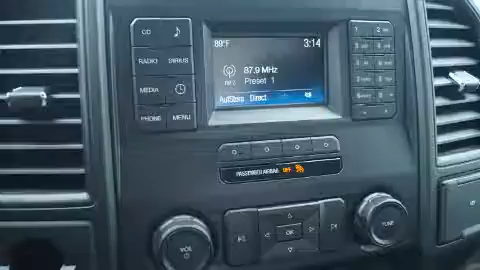 CD
RADIO SIRIUS
MEDIA
PHONE MENU
89°F 3:14
87.9 MHz
Preset 1
AutoStore Direct
PASSENGER AIRBAG OFF
VOL
OK
TUNE